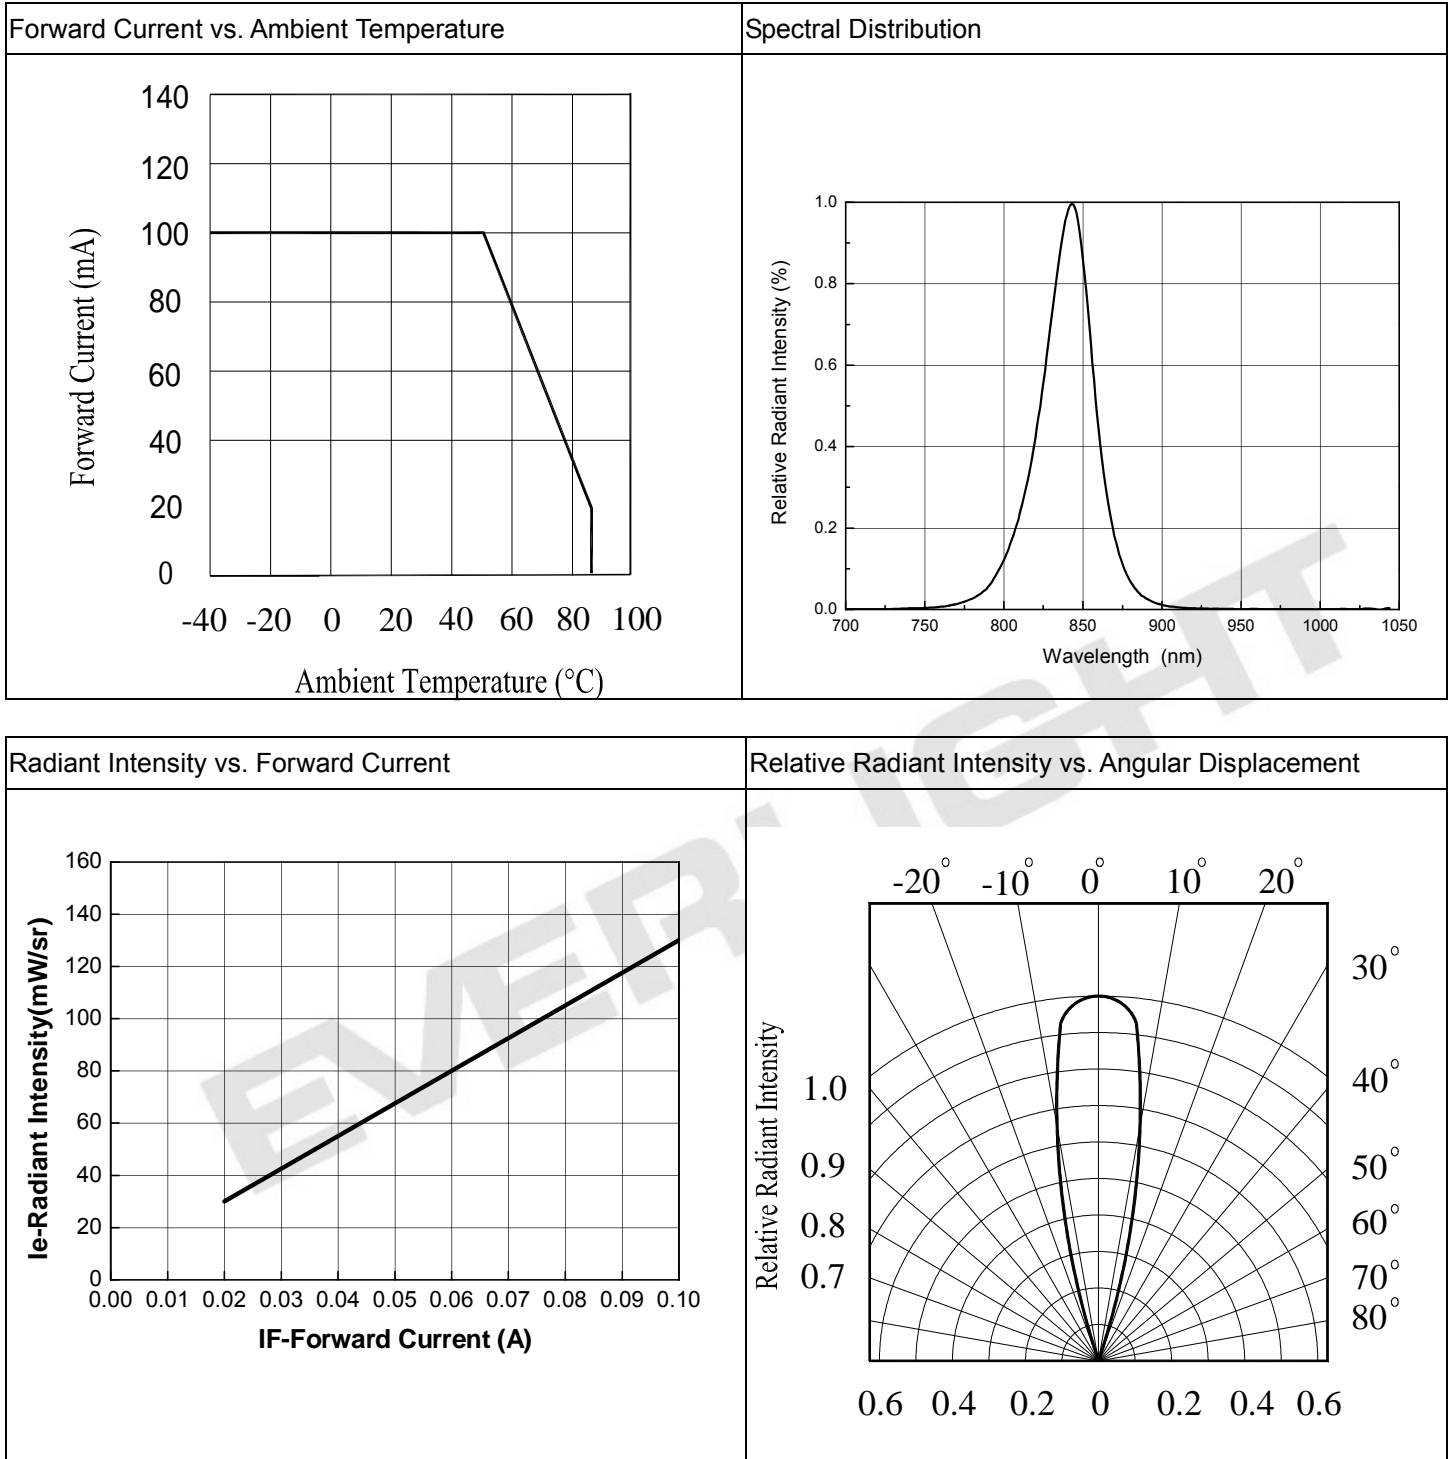 Forward Current vs. Ambient Temperature
Spectral Distribution
140
120
100
80
60
40
20
0
Forward Current (mA)
-40 -20 0 20 40 60 80 100
Ambient Temperature (°C)
1.0
0.8
0.6
0.4
0.2
0.0
Relative Radiant Intensity (%)
700 750 800 850 900 950 1000 1050
Wavelength (nm)
Radiant Intensity vs. Forward Current
Relative Radiant Intensity vs. Angular Displacement
160
140
120
100
80
60
40
20
0
Ie-Radiant Intensity(mW/sr)
0.00 0.01 0.02 0.03 0.04 0.05 0.06 0.07 0.08 0.09 0.10
IF-Forward Current (A)
-20° -10° 0° 10° 20°
30°
40°
50°
60°
70°
80°
Relative Radiant Intensity
1.0
0.9
0.8
0.7
0.6 0.4 0.2 0 0.2 0.4 0.6
EVERLIGHT